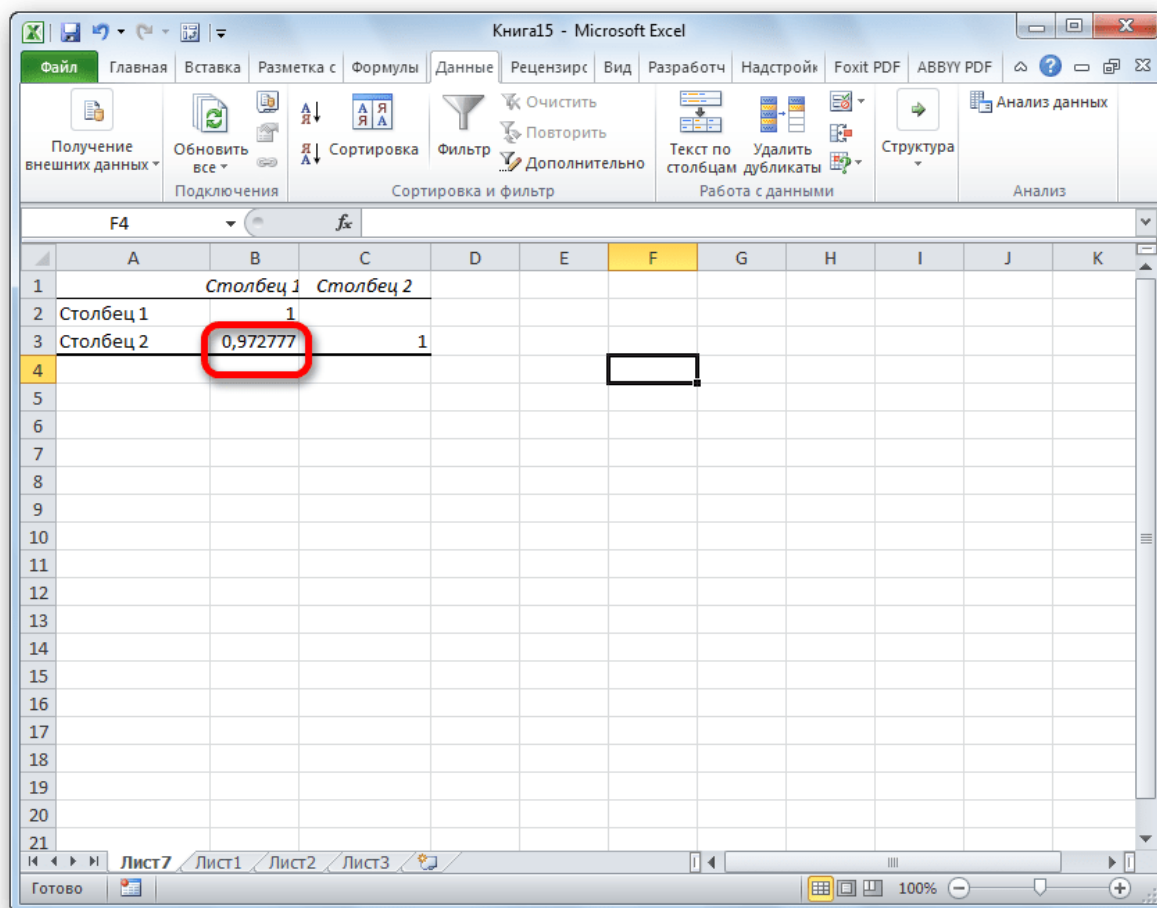 Книга15 - Microsoft Excel
Файл Главная Вставка Разметка с Формулы Данные Рецензирс Вид Разработч Надстройк Foxit PDF ABBYY PDF
Получение внешних данных
Обновить все
Подключения
Сортировка
Фильтр
Очистить
Повторить
Дополнительно
Сортировка и фильтр
Текст по столбцам
Удалить дубликаты
Работа с данными
Структура
Анализ данных
Анализ
F4 fx
A B C D E F G H I J K
1 Столбец 1 Столбец 2
2 Столбец 1 1
3 Столбец 2 0,972777 1
4
5
6
7
8
9
10
11
12
13
14
15
16
17
18
19
20
21
Лист7 Лист1 Лист2 Лист3
Готово 100%